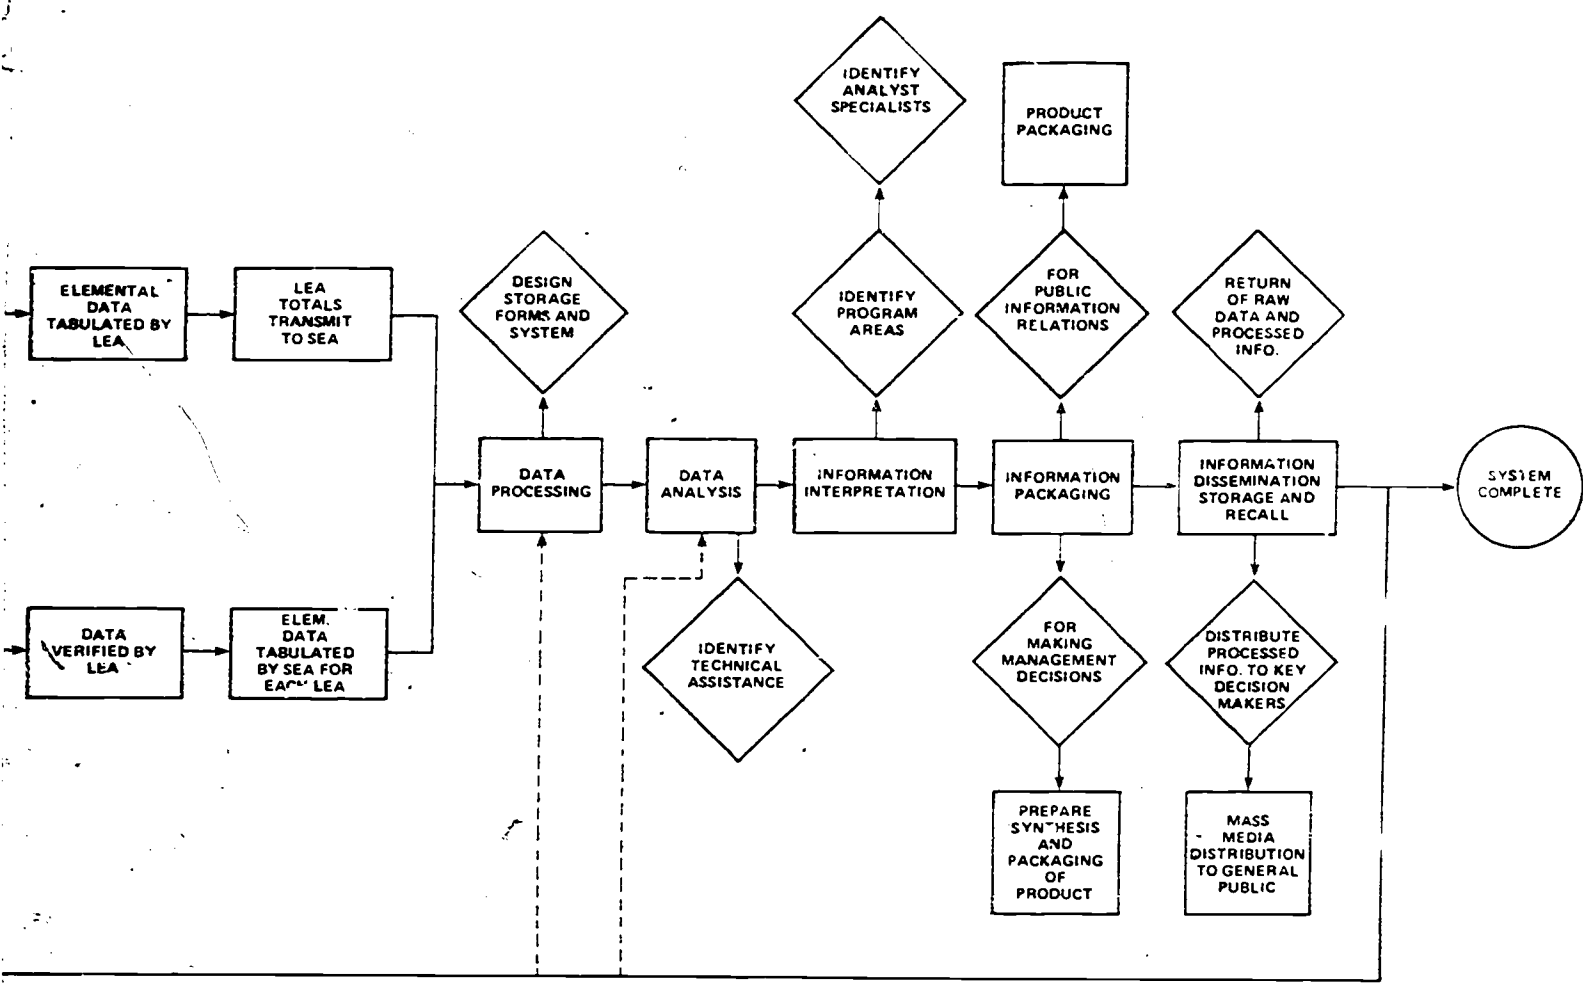 IDENTIFY
ANALYST
SPECIALISTS
PRODUCT
PACKAGING
ELEMENTAL
DATA
TABULATED BY
LEA
LEA
TOTALS
TRANSMIT
TO SEA
DESIGN
STORAGE
FORMS AND
SYSTEM
IDENTIFY
PROGRAM
AREAS
FOR
PUBLIC
INFORMATION
RELATIONS
RETURN
OF RAW
DATA AND
PROCESSED
INFO.
DATA
PROCESSING
DATA
ANALYSIS
INFORMATION
INTERPRETATION
INFORMATION
PACKAGING
INFORMATION
DISSEMINATION
STORAGE AND
RECALL
SYSTEM
COMPLETE
DATA
VERIFIED BY
LEA
ELEM.
DATA
TABULATED
BY SEA FOR
EACH LEA
IDENTIFY
TECHNICAL
ASSISTANCE
FOR
MAKING
MANAGEMENT
DECISIONS
DISTRIBUTE
PROCESSED
INFO. TO KEY
DECISION
MAKERS
PREPARE
SYNTHESIS
AND
PACKAGING
OF
PRODUCT
MASS
MEDIA
DISTRIBUTION
TO GENERAL
PUBLIC